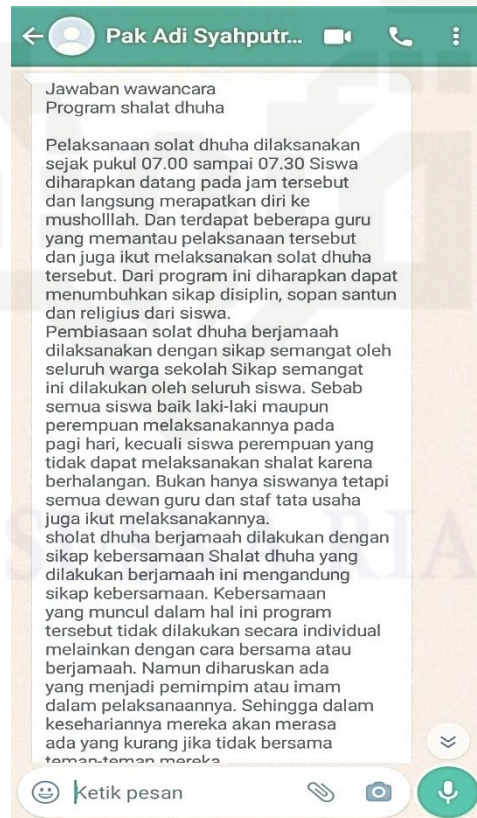 Pak Adi Syahputr...
Jawaban wawancara
Program shalat dhuha
Pelaksanaan solat dhuha dilaksanakan
sejak pukul 07.00 sampai 07.30 Siswa
diharapkan datang pada jam tersebut
dan langsung merapatkan diri ke
musholllah. Dan terdapat beberapa guru
yang memantau pelaksanaan tersebut
dan juga ikut melaksanakan solat dhuha
tersebut. Dari program ini diharapkan dapat
menumbuhkan sikap disiplin, sopan santun
dan religius dari siswa.
Pembiasaan solat dhuha berjamaah
dilaksanakan dengan sikap semangat oleh
seluruh warga sekolah Sikap semangat
ini dilakukan oleh seluruh siswa. Sebab
semua siswa baik laki-laki maupun
perempuan melaksanakannya pada
pagi hari, kecuali siswa perempuan yang
tidak dapat melaksanakan shalat karena
berhalangan. Bukan hanya siswanya tetapi
semua dewan guru dan staf tata usaha
juga ikut melaksanakannya.
sholat dhuha berjamaah dilakukan dengan
sikap kebersamaan Shalat dhuha yang
dilakukan berjamaah ini mengandung
sikap kebersamaan. Kebersamaan
yang muncul dalam hal ini program
tersebut tidak dilakukan secara individual
melainkan dengan cara bersama atau
berjamaah. Namun diharuskan ada
yang menjadi pemimpim atau imam
dalam pelaksanaannya. Sehingga dalam
kesehariannya mereka akan merasa
ada yang kurang jika tidak bersama
teman-teman mereka
Ketik pesan